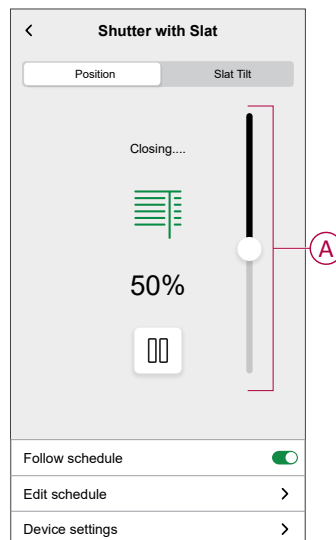 Shutter with Slat
Position Slat Tilt
Closing....
50%
A
Follow schedule
Edit schedule
Device settings